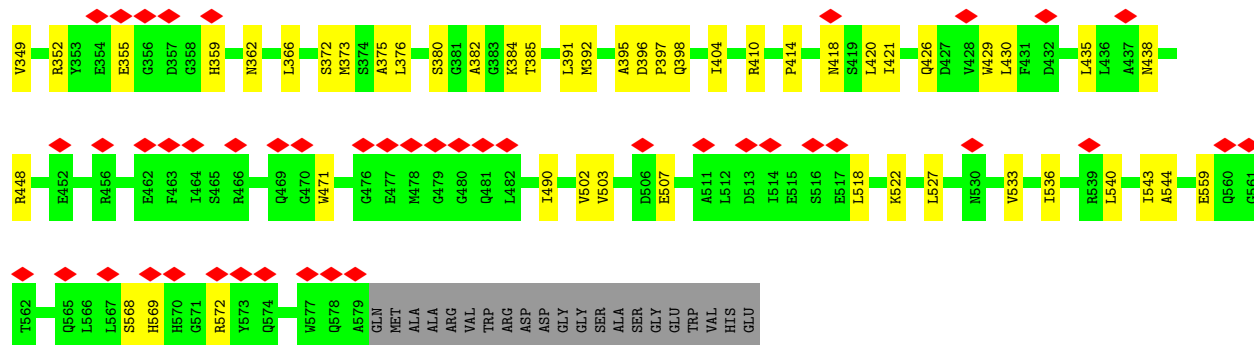 V349 R352 Y353 E354 E355 G356 D357 G358 H359 N362 L366 S372 M373 S374 A375 L376 S380 G381 A382 G383 K384 T385 L391 M392 A395 D396 P397 Q398 I404 R410 P414 N418 S419 L420 I421 Q426 D427 V428 W429 L430 F431 D432 L435 L436 A437 N438
R448 E452 R456 E462 F463 I464 S465 R466 Q469 G470 W471 G476 E477 M478 G479 G480 Q481 L482 I490 V502 V503 D506 E507 A511 L512 D513 I514 E515 S516 E517 L518 K522 L527 N530 V533 I536 R539 L540 I543 A544 E559 Q560 G561
T562 Q565 L566 L567 S568 H569 H570 G571 R572 Y573 Q574 W577 Q578 A579 GLN MET ALA ALA ARG VAL TRP ARG ASP ASP GLY GLY SER ALA SER GLY GLU TRP VAL HIS GLU